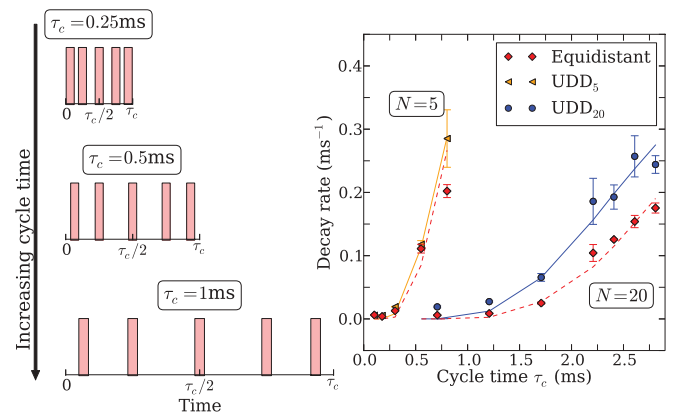 Increasing cycle time
τc = 0.25ms
0 τc/2 τc
τc = 0.5ms
0 τc/2 τc
τc = 1ms
0 τc/2 τc
Time
Decay rate (ms⁻¹)
0.4
0.3
0.2
0.1
0.0
0.0 0.5 1.0 1.5 2.0 2.5
Cycle time τc (ms)
Equidistant
UDD5
UDD20
N = 5
N = 20